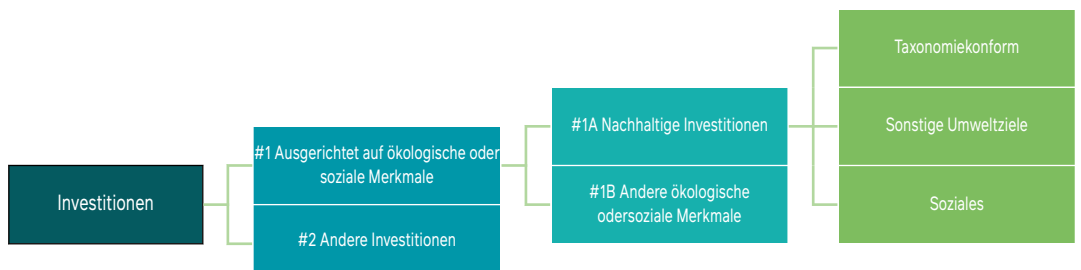 Investitionen
#1 Ausgerichtet auf ökologische oder
soziale Merkmale
#2 Andere Investitionen
#1A Nachhaltige Investitionen
#1B Andere ökologische
odersoziale Merkmale
Taxonomiekonform
Sonstige Umweltziele
Soziales